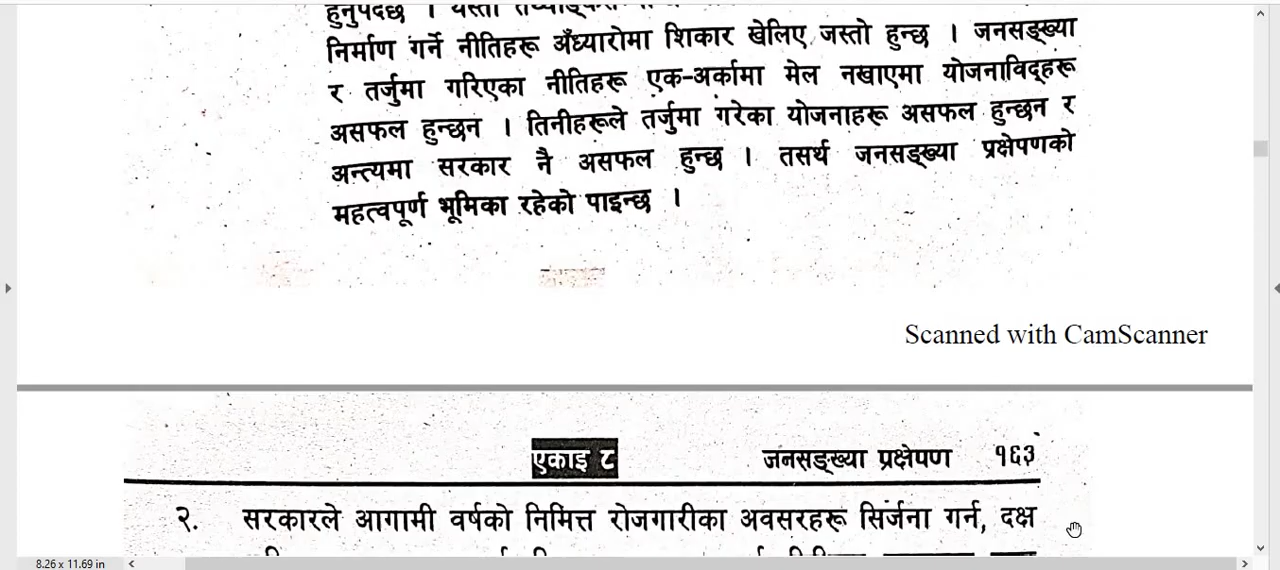 हुनुपर्दछ । यस्ता
निर्माण गर्ने नीतिहरू अँध्यारोमा शिकार खेलिए जस्तो हुन्छ । जनसङ्ख्या
र तर्जुमा गरिएका नीतिहरू एक-अर्कामा मेल नखाएमा योजनाविद्हरू
असफल हुन्छन । तिनीहरूले तर्जुमा गरेका योजनाहरू असफल हुन्छन र
अन्त्यमा सरकार नै असफल हुन्छ । तसर्थ जनसङ्ख्या प्रक्षेपणको
महत्वपूर्ण भूमिका रहेको पाइन्छ ।
Scanned with CamScanner
एकाइ ८ जनसङ्ख्या प्रक्षेपण १६३
२. सरकारले आगामी वर्षको निमित्त रोजगारीका अवसरहरू सिर्जना गर्न, दक्ष
8.26 x 11.69 in